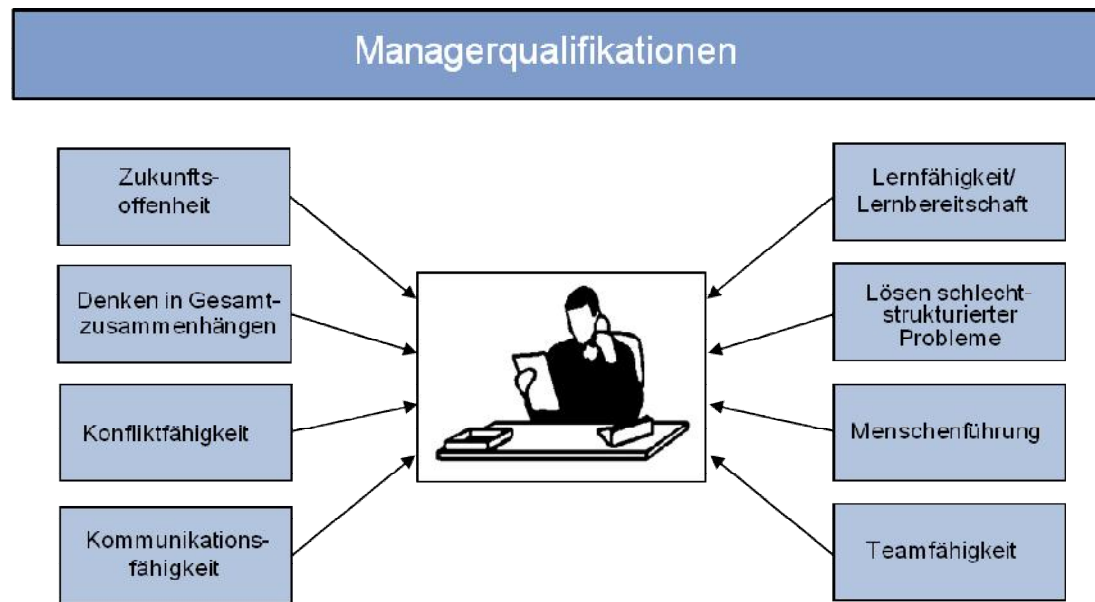 Managerqualifikationen
Zukunfts-
offenheit
Denken in Gesamt-
zusammenhängen
Konfliktfähigkeit
Kommunikations-
fähigkeit
Lernfähigkeit/
Lernbereitschaft
Lösen schlecht-
strukturierter
Probleme
Menschenführung
Teamfähigkeit